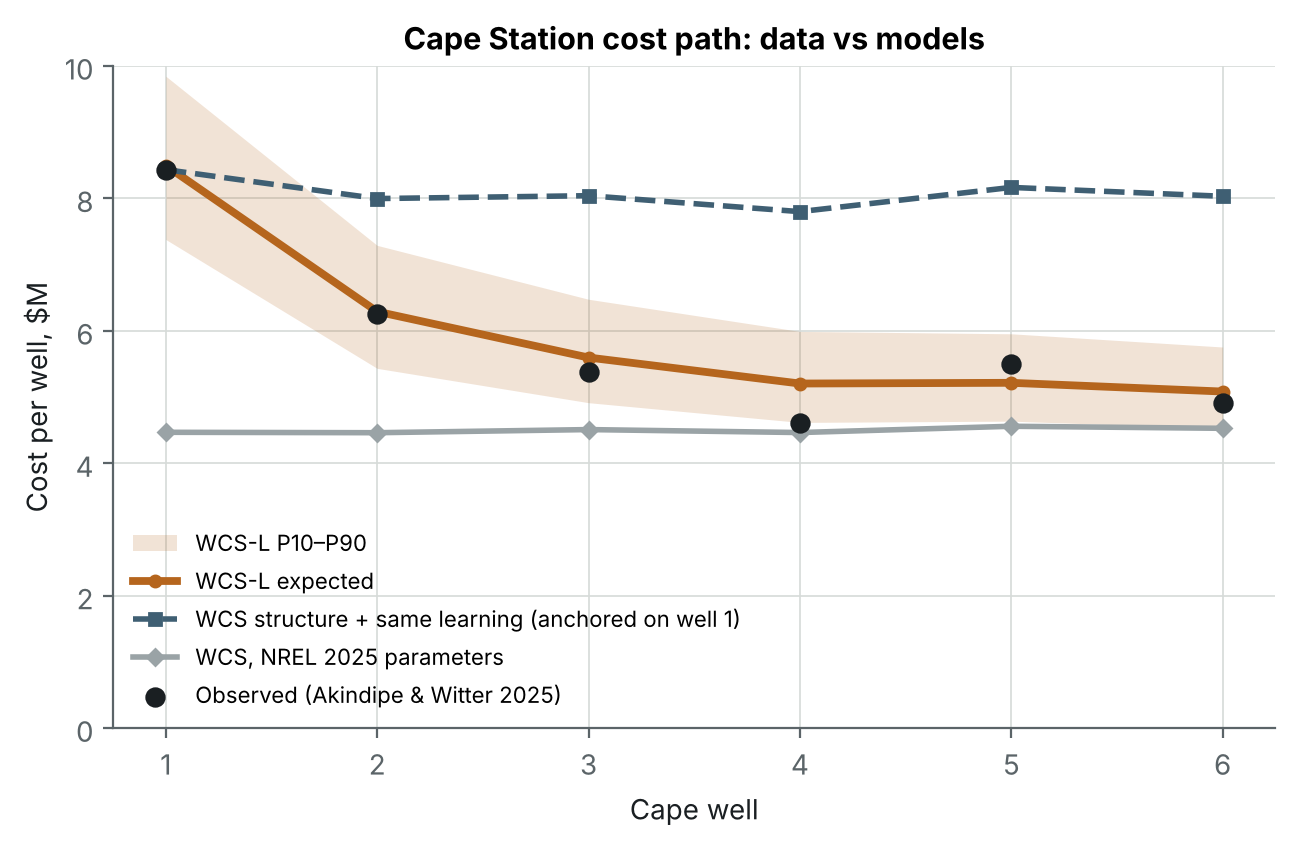 Cape Station cost path: data vs models
10
8
6
4
2
0
Cost per well, $M
WCS-L P10–P90
WCS-L expected
WCS structure + same learning (anchored on well 1)
WCS, NREL 2025 parameters
Observed (Akindipe & Witter 2025)
1 2 3 4 5 6
Cape well